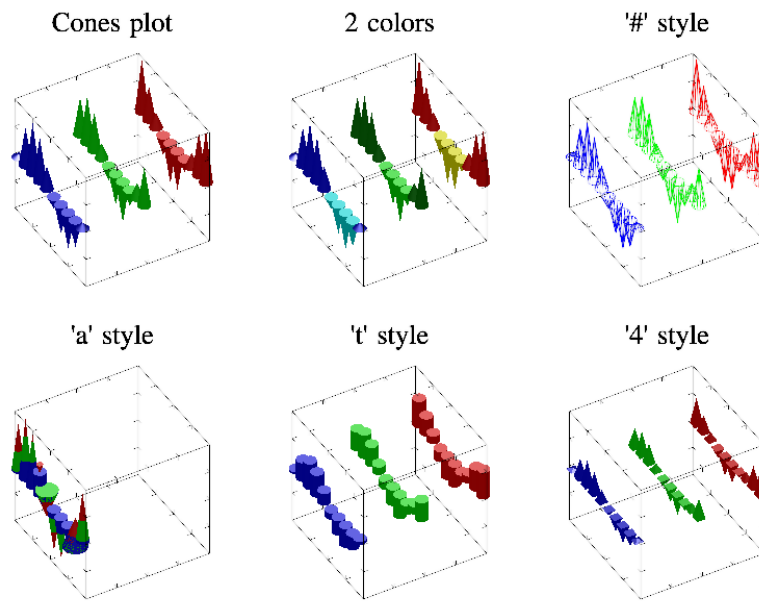 Cones plot
2 colors
'#' style
'a' style
't' style
'4' style